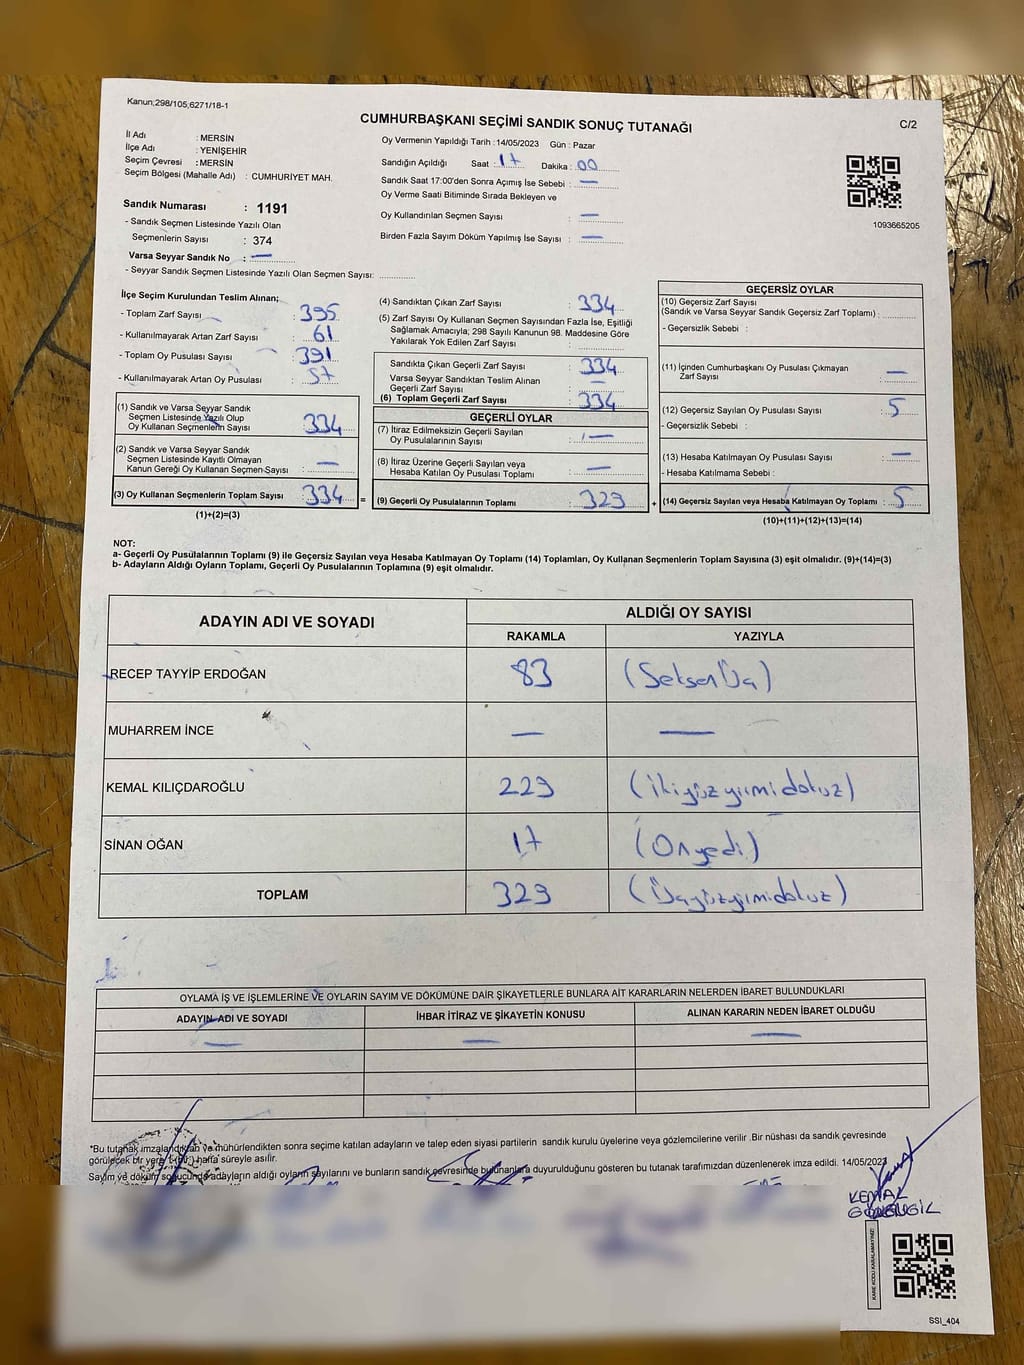 Kanun;298/105;6271/18-1
CUMHURBAŞKANI SEÇİMİ SANDIK SONUÇ TUTANAĞI
C/2
İl Adı : MERSİN
İlçe Adı : YENİŞEHİR
Seçim Çevresi : MERSİN
Seçim Bölgesi (Mahalle Adı) : CUMHURİYET MAH.
Sandık Numarası : 1191
- Sandık Seçmen Listesinde Yazılı Olan
Seçmenlerin Sayısı : 374
Varsa Seyyar Sandık No : —
- Seyyar Sandık Seçmen Listesinde Yazılı Olan Seçmen Sayısı:
Oy Vermenin Yapıldığı Tarih : 14/05/2023 Gün : Pazar
Sandığın Açıldığı Saat : 17 Dakika : 00
Sandık Saat 17:00'den Sonra Açımış İse Sebebi : —
Oy Verme Saati Bitiminde Sırada Bekleyen ve
Oy Kullandırılan Seçmen Sayısı : —
Birden Fazla Sayım Döküm Yapılmış İse Sayısı : —
1093665205
İlçe Seçim Kurulundan Teslim Alınan;
- Toplam Zarf Sayısı : 395
- Kullanılmayarak Artan Zarf Sayısı : 61
- Toplam Oy Pusulası Sayısı : 391
- Kullanılmayarak Artan Oy Pusulası : 57
(1) Sandık ve Varsa Seyyar Sandık
Seçmen Listesinde Yazılı Olup
Oy Kullanan Seçmenlerin Sayısı : 334
(2) Sandık ve Varsa Seyyar Sandık
Seçmen Listesinde Kayıtlı Olmayan
Kanun Gereği Oy Kullanan Seçmen Sayısı : —
(3) Oy Kullanan Seçmenlerin Toplam Sayısı : 334 =
(1)+(2)=(3)
(4) Sandıktan Çıkan Zarf Sayısı : 334
(5) Zarf Sayısı Oy Kullanan Seçmen Sayısından Fazla İse, Eşitliği
Sağlamak Amacıyla; 298 Sayılı Kanunun 98. Maddesine Göre
Yakılarak Yok Edilen Zarf Sayısı :
Sandıkta Çıkan Geçerli Zarf Sayısı : 334
Varsa Seyyar Sandıktan Teslim Alınan
Geçerli Zarf Sayısı : —
(6) Toplam Geçerli Zarf Sayısı : 334
GEÇERLİ OYLAR
(7) İtiraz Edilmeksizin Geçerli Sayılan
Oy Pusulalarının Sayısı : —
(8) İtiraz Üzerine Geçerli Sayılan veya
Hesaba Katılan Oy Pusulası Toplamı : —
(9) Geçerli Oy Pusulalarının Toplamı : 329 +
GEÇERSİZ OYLAR
(10) Geçersiz Zarf Sayısı
(Sandık ve Varsa Seyyar Sandık Geçersiz Zarf Toplamı) :
- Geçersizlik Sebebi :
(11) İçinden Cumhurbaşkanı Oy Pusulası Çıkmayan
Zarf Sayısı : —
(12) Geçersiz Sayılan Oy Pusulası Sayısı : 5
- Geçersizlik Sebebi :
(13) Hesaba Katılmayan Oy Pusulası Sayısı : —
- Hesaba Katılmama Sebebi :
(14) Geçersiz Sayılan veya Hesaba Katılmayan Oy Toplamı : 5
(10)+(11)+(12)+(13)=(14)
NOT:
a- Geçerli Oy Pusulalarının Toplamı (9) ile Geçersiz Sayılan veya Hesaba Katılmayan Oy Toplamı (14) Toplamları, Oy Kullanan Seçmenlerin Toplam Sayısına (3) eşit olmalıdır. (9)+(14)=(3)
b- Adayların Aldığı Oyların Toplamı, Geçerli Oy Pusulalarının Toplamına (9) eşit olmalıdır.
ADAYIN ADI VE SOYADI
ALDIĞI OY SAYISI
RAKAMLA YAZIYLA
RECEP TAYYİP ERDOĞAN 83 (SeksenÜç)
MUHARREM İNCE — —
KEMAL KILIÇDAROĞLU 229 (ikiyüzyirmidokuz)
SİNAN OĞAN 17 (Onyedi)
TOPLAM 329 (Üçyüzyirmidokuz)
OYLAMA İŞ VE İŞLEMLERİNE VE OYLARIN SAYIM VE DÖKÜMÜNE DAİR ŞİKAYETLERLE BUNLARA AİT KARARLARIN NELERDEN İBARET BULUNDUKLARI
ADAYIN ADI VE SOYADI İHBAR İTİRAZ VE ŞİKAYETİN KONUSU ALINAN KARARIN NEDEN İBARET OLDUĞU
— — —
*Bu tutanak imzalandıktan ve mühürlendikten sonra seçime katılan adayların ve talep eden siyasi partilerin sandık kurulu üyelerine veya gözlemcilerine verilir .Bir nüshası da sandık çevresinde
görülecek bir yere 1 (Bir) hafta süreyle asılır.
Sayım ve döküm sonucunda adayların aldığı oyların sayılarını ve bunların sandık çevresinde bulunanlara duyurulduğunu gösteren bu tutanak tarafımızdan düzenlenerek imza edildi. 14/05/2023
KEMAL
SSI_404